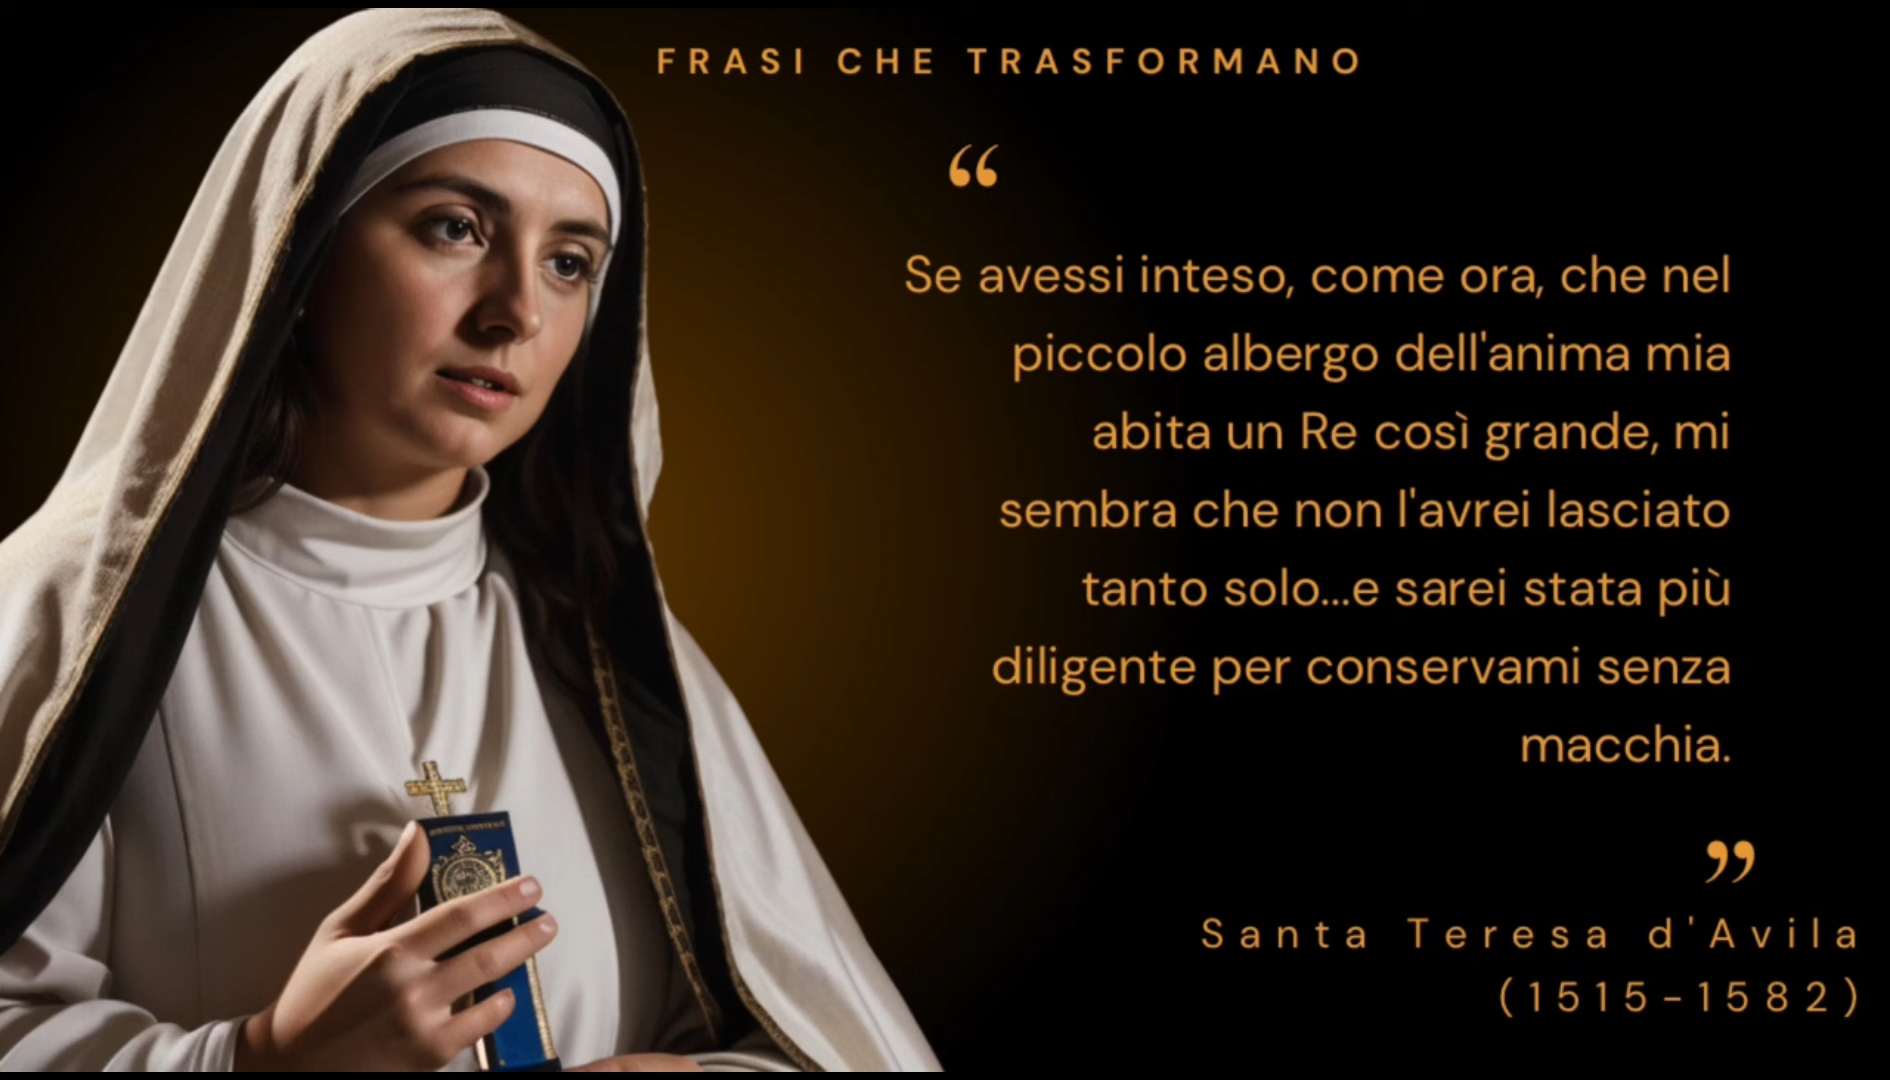 FRASI CHE TRASFORMANO
“
Se avessi inteso, come ora, che nel
piccolo albergo dell'anima mia
abita un Re così grande, mi
sembra che non l'avrei lasciato
tanto solo...e sarei stata più
diligente per conservami senza
macchia.
”
Santa Teresa d'Avila
(1515-1582)